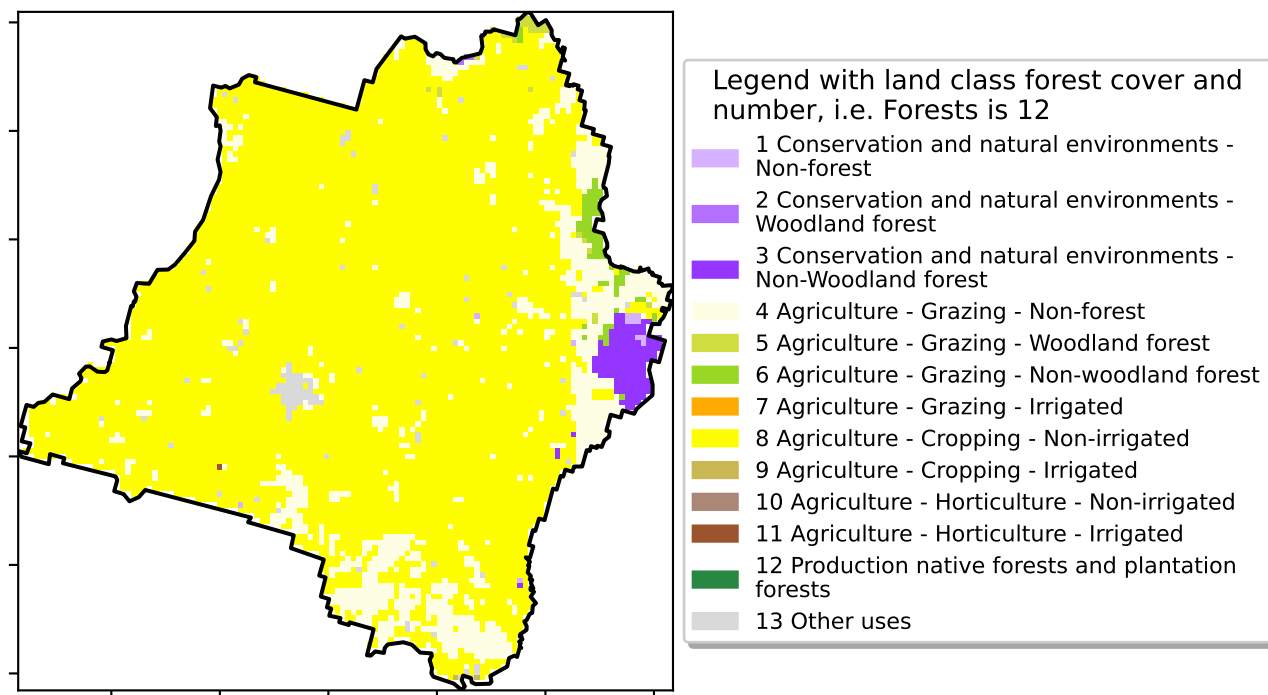 Legend with land class forest cover and
number, i.e. Forests is 12
1 Conservation and natural environments -
Non-forest
2 Conservation and natural environments -
Woodland forest
3 Conservation and natural environments -
Non-Woodland forest
4 Agriculture - Grazing - Non-forest
5 Agriculture - Grazing - Woodland forest
6 Agriculture - Grazing - Non-woodland forest
7 Agriculture - Grazing - Irrigated
8 Agriculture - Cropping - Non-irrigated
9 Agriculture - Cropping - Irrigated
10 Agriculture - Horticulture - Non-irrigated
11 Agriculture - Horticulture - Irrigated
12 Production native forests and plantation
forests
13 Other uses